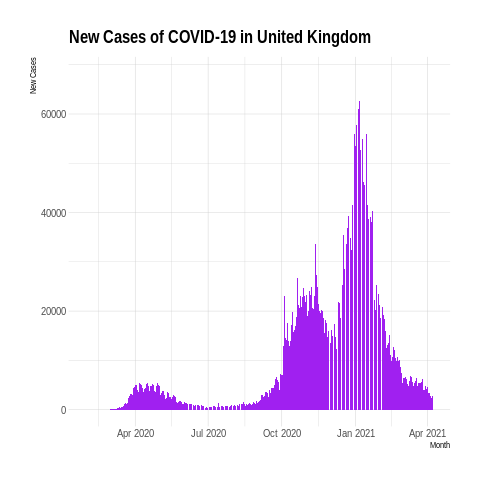 New Cases of COVID-19 in United Kingdom
New Cases
60000
40000
20000
0
Apr 2020
Jul 2020
Oct 2020
Jan 2021
Apr 2021
Month